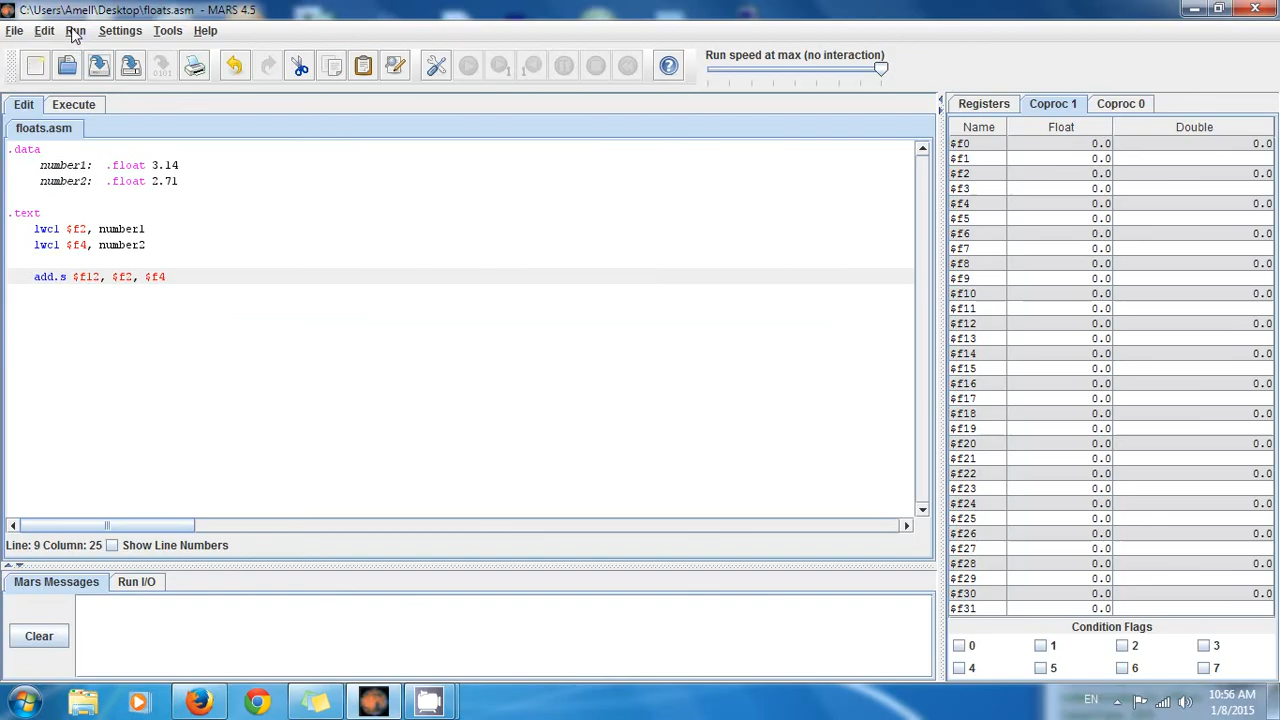 C:\Users\Amell\Desktop\floats.asm - MARS 4.5
File Edit Run Settings Tools Help
Run speed at max (no interaction)
Edit Execute
floats.asm
.data
number1: .float 3.14
number2: .float 2.71
.text
lwc1 $f2, number1
lwc1 $f4, number2
add.s $f12, $f2, $f4
Line: 9 Column: 25 Show Line Numbers
Mars Messages Run I/O
Clear
Registers Coproc 1 Coproc 0
Name Float Double
$f0 0.0 0.0
$f1 0.0
$f2 0.0 0.0
$f3 0.0
$f4 0.0 0.0
$f5 0.0
$f6 0.0 0.0
$f7 0.0
$f8 0.0 0.0
$f9 0.0
$f10 0.0 0.0
$f11 0.0
$f12 0.0 0.0
$f13 0.0
$f14 0.0 0.0
$f15 0.0
$f16 0.0 0.0
$f17 0.0
$f18 0.0 0.0
$f19 0.0
$f20 0.0 0.0
$f21 0.0
$f22 0.0 0.0
$f23 0.0
$f24 0.0 0.0
$f25 0.0
$f26 0.0 0.0
$f27 0.0
$f28 0.0 0.0
$f29 0.0
$f30 0.0 0.0
$f31 0.0
Condition Flags
0 1 2 3
4 5 6 7
EN 10:56 AM
1/8/2015